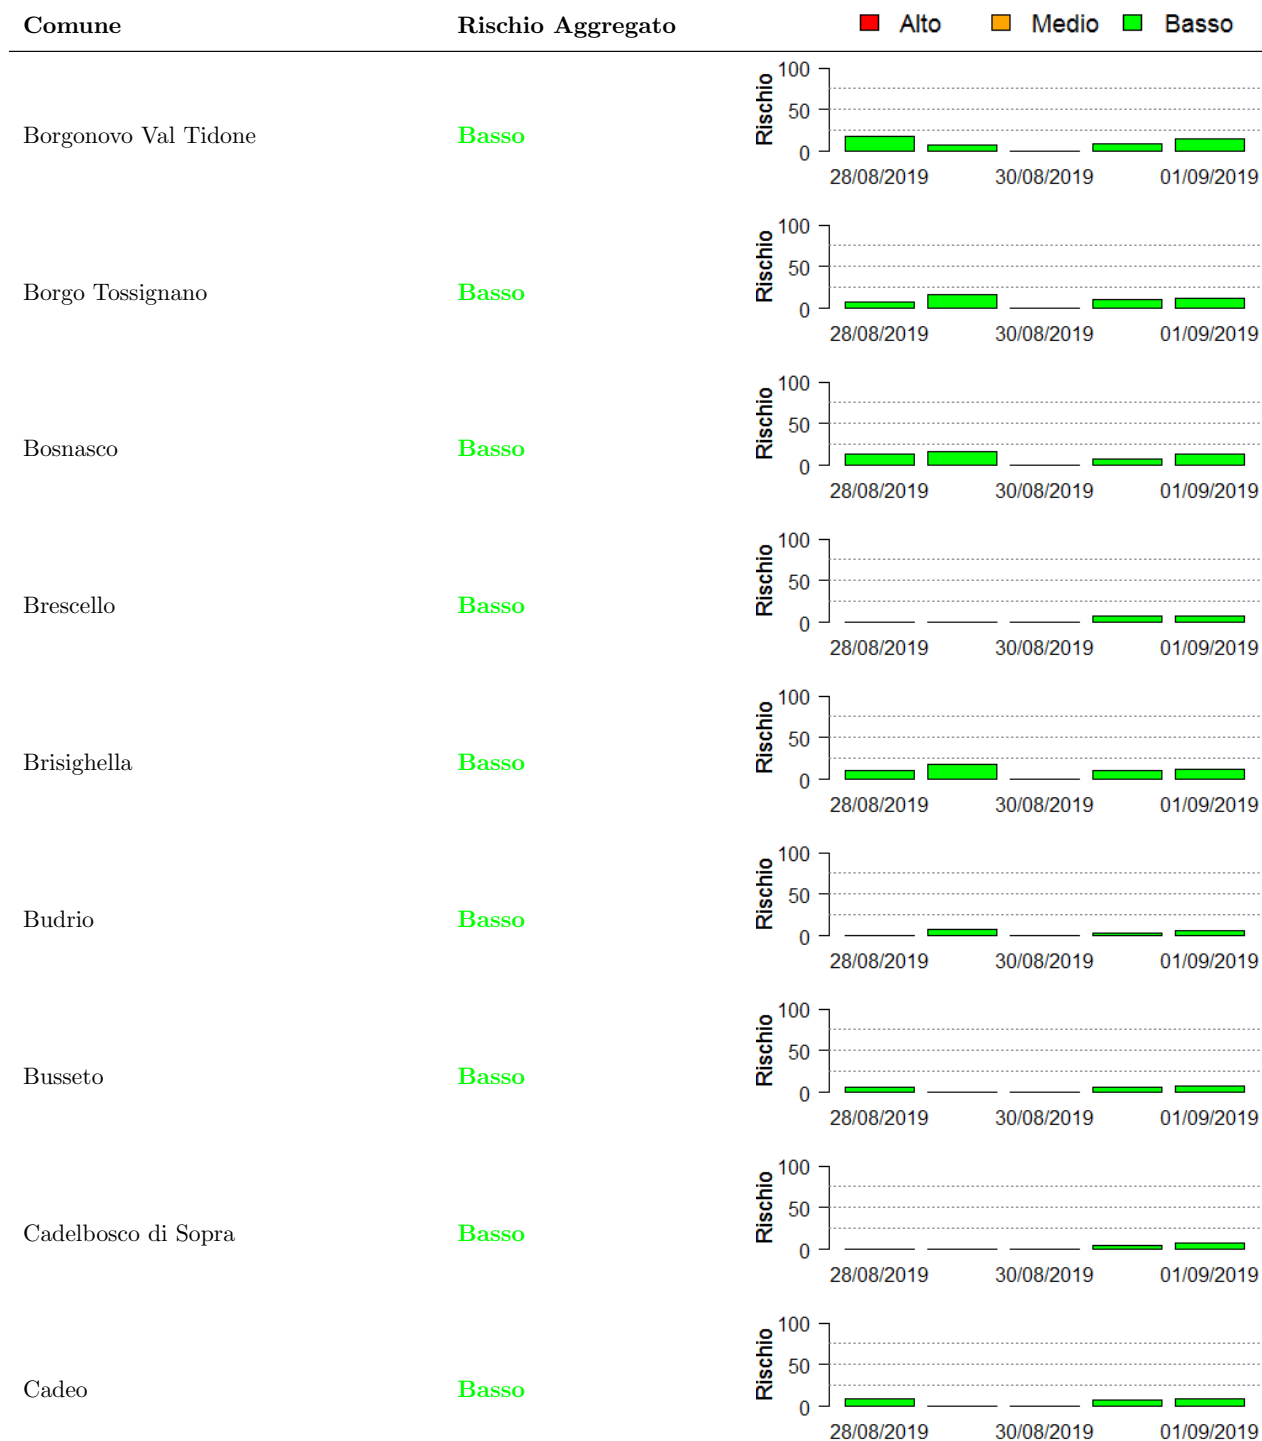 Comune Rischio Aggregato Alto Medio Basso
100
50
0
Rischio
Borgonovo Val Tidone Basso
28/08/2019 30/08/2019 01/09/2019
100
50
0
Rischio
Borgo Tossignano Basso
28/08/2019 30/08/2019 01/09/2019
100
50
0
Rischio
Bosnasco Basso
28/08/2019 30/08/2019 01/09/2019
100
50
0
Rischio
Brescello Basso
28/08/2019 30/08/2019 01/09/2019
100
50
0
Rischio
Brisighella Basso
28/08/2019 30/08/2019 01/09/2019
100
50
0
Rischio
Budrio Basso
28/08/2019 30/08/2019 01/09/2019
100
50
0
Rischio
Busseto Basso
28/08/2019 30/08/2019 01/09/2019
100
50
0
Rischio
Cadelbosco di Sopra Basso
28/08/2019 30/08/2019 01/09/2019
100
50
0
Rischio
Cadeo Basso
28/08/2019 30/08/2019 01/09/2019